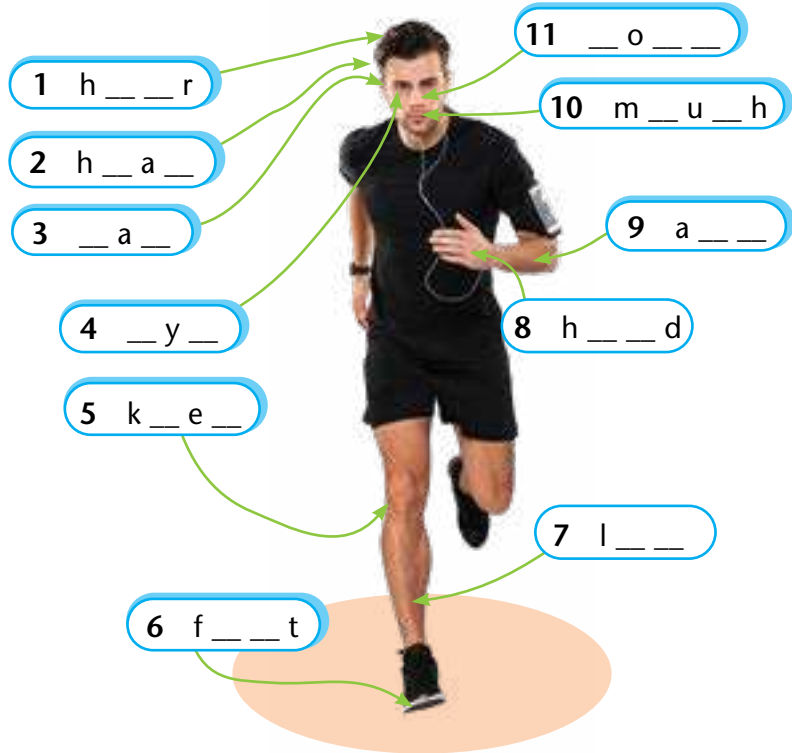 1 h __ __ r
2 h __ a __
3 __ a __
4 __ y __
5 k __ e __
6 f __ __ t
7 l __ __
8 h __ __ d
9 a __ __
10 m __ u __ h
11 __ o __ __